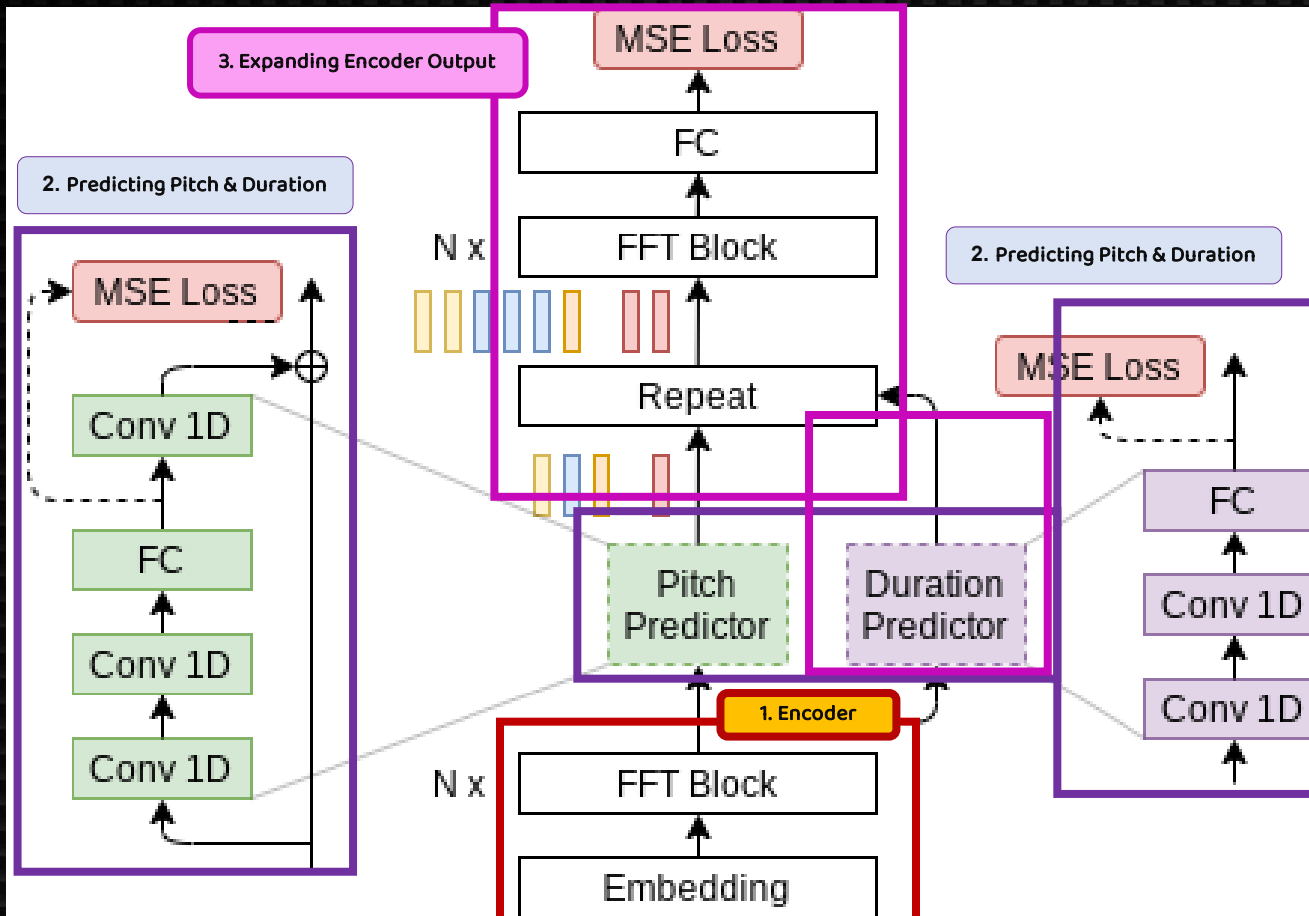 MSE Loss
3. Expanding Encoder Output
FC
2. Predicting Pitch & Duration
N x
FFT Block
2. Predicting Pitch & Duration
MSE Loss
MSE Loss
Repeat
Conv 1D
FC
FC
Pitch
Predictor
Duration
Predictor
Conv 1D
Conv 1D
1. Encoder
Conv 1D
Conv 1D
N x
FFT Block
Embedding